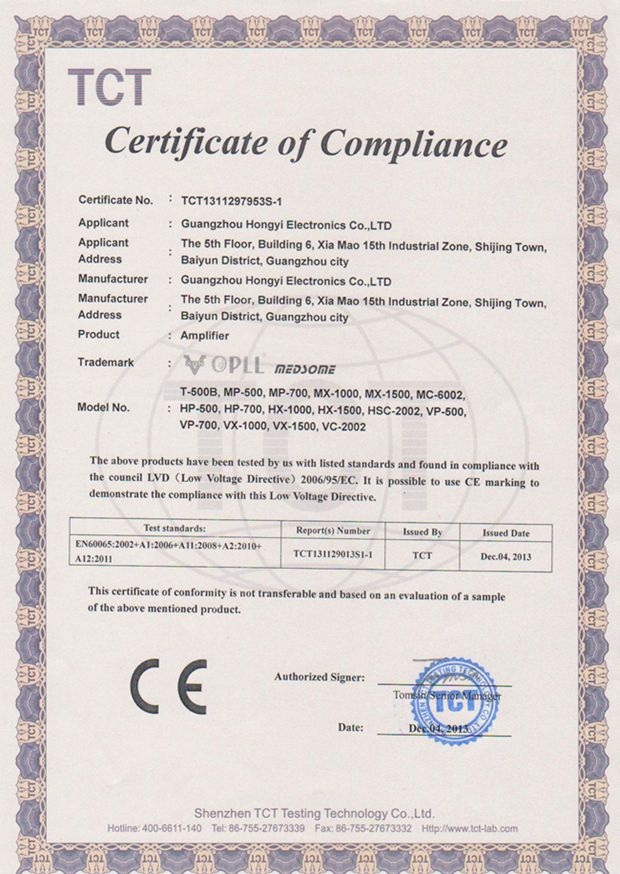 TCT
Certificate of Compliance
Certificate No. : TCT1311297953S-1
Applicant : Guangzhou Hongyi Electronics Co.,LTD
Applicant Address : The 5th Floor, Building 6, Xia Mao 15th Industrial Zone, Shijing Town,
Baiyun District, Guangzhou city
Manufacturer : Guangzhou Hongyi Electronics Co.,LTD
Manufacturer Address : The 5th Floor, Building 6, Xia Mao 15th Industrial Zone, Shijing Town,
Baiyun District, Guangzhou city
Product : Amplifier
Trademark : OPLL MEDSOME
Model No. : T-500B, MP-500, MP-700, MX-1000, MX-1500, MC-6002,
HP-500, HP-700, HX-1000, HX-1500, HSC-2002, VP-500,
VP-700, VX-1000, VX-1500, VC-2002
The above products have been tested by us with listed standards and found in compliance with
the council LVD (Low Voltage Directive) 2006/95/EC. It is possible to use CE marking to
demonstrate the compliance with this Low Voltage Directive.
Test standards: Report(s) Number Issued By Issued Date
EN60065:2002+A1:2006+A11:2008+A2:2010+
A12:2011 TCT131129013S1-1 TCT Dec.04, 2013
This certificate of conformity is not transferable and based on an evaluation of a sample
of the above mentioned product.
CE
Authorized Signer:
Tomsin/Senior Manager
TCT
Date: Dec.04, 2013
Shenzhen TCT Testing Technology Co.,Ltd.
Hotline: 400-6611-140 Tel: 86-755-27673339 Fax: 86-755-27673332 Http://www.tct-lab.com